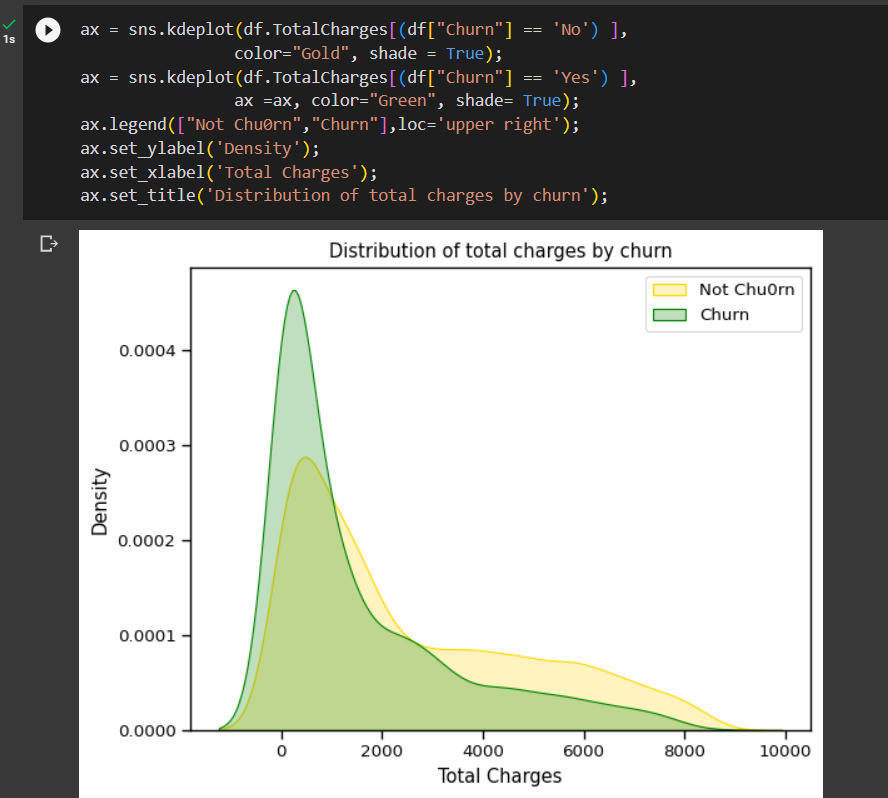 1s
ax = sns.kdeplot(df.TotalCharges[(df["Churn"] == 'No') ],
color="Gold", shade = True);
ax = sns.kdeplot(df.TotalCharges[(df["Churn"] == 'Yes') ],
ax =ax, color="Green", shade= True);
ax.legend(["Not Chu0rn","Churn"],loc='upper right');
ax.set_ylabel('Density');
ax.set_xlabel('Total Charges');
ax.set_title('Distribution of total charges by churn');
Distribution of total charges by churn
Not Chu0rn
Churn
0.0004
0.0003
0.0002
0.0001
0.0000
Density
0 2000 4000 6000 8000 10000
Total Charges